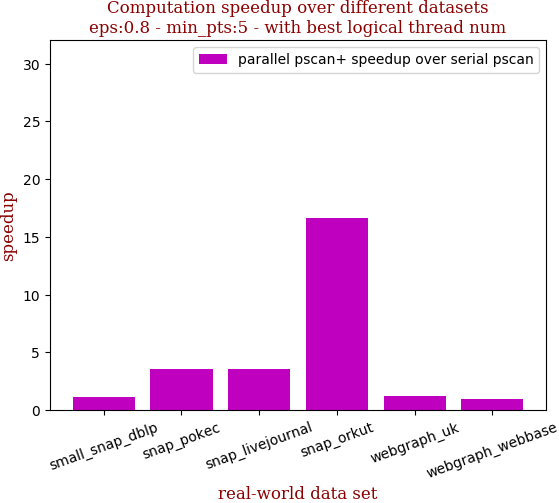 Computation speedup over different datasets
eps:0.8 - min_pts:5 - with best logical thread num
parallel pscan+ speedup over serial pscan
30
25
20
15
10
5
0
speedup
small_snap_dblp
snap_pokec
snap_livejournal
snap_orkut
webgraph_uk
webgraph_webbase
real-world data set